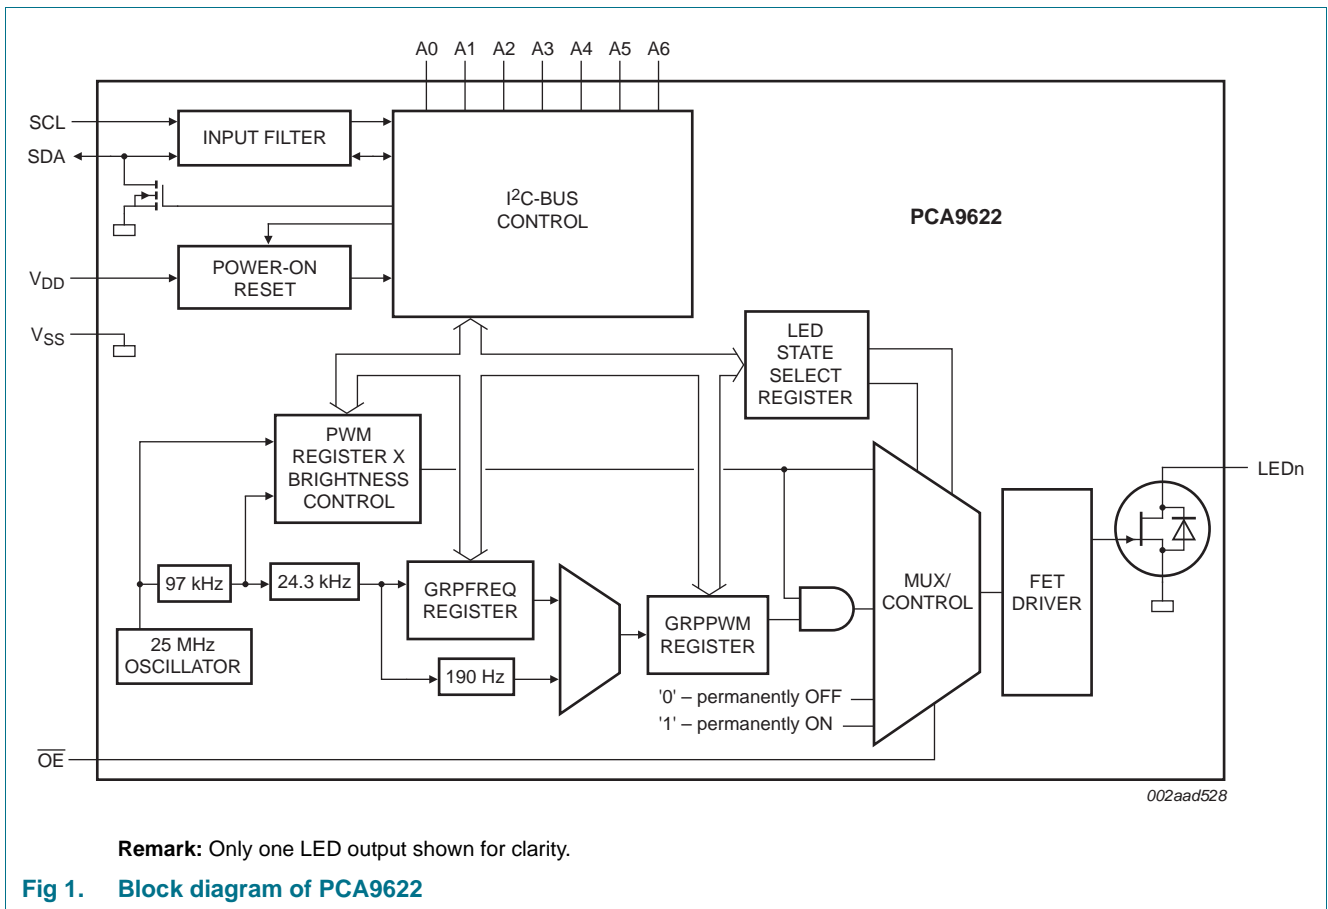 A0 A1 A2 A3 A4 A5 A6
SCL
SDA
INPUT FILTER
I2C-BUS
CONTROL
PCA9622
VDD
POWER-ON
RESET
VSS
LED
STATE
SELECT
REGISTER
PWM
REGISTER X
BRIGHTNESS
CONTROL
LEDn
97 kHz
24.3 kHz
GRPFREQ
REGISTER
MUX/
CONTROL
FET
DRIVER
25 MHz
OSCILLATOR
190 Hz
GRPPWM
REGISTER
'0' – permanently OFF
'1' – permanently ON
OE
002aad528
Remark: Only one LED output shown for clarity.
Fig 1. Block diagram of PCA9622